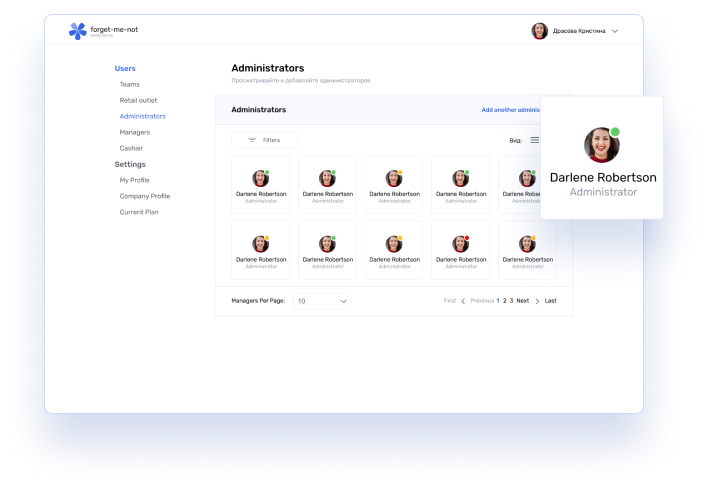 forget-me-not
Драсова Кристина
Users
Teams
Retail outlet
Administrators
Managers
Cashier
Settings
My Profile
Company Profile
Current Plan
Administrators
Просматривайте и добавляйте администраторов
Administrators
Add another adminis
Filters
Вид:
Darlene Robertson
Administrator
Darlene Robertson Darlene Robertson Darlene Robertson Darlene Robertson Darlene Rober
Administrator Administrator Administrator Administrator Administrator
Darlene Robertson Darlene Robertson Darlene Robertson Darlene Robertson Darlene Robertson
Administrator Administrator Administrator Administrator Administrator
Managers Per Page: 10
First Previous 1 2 3 Next Last